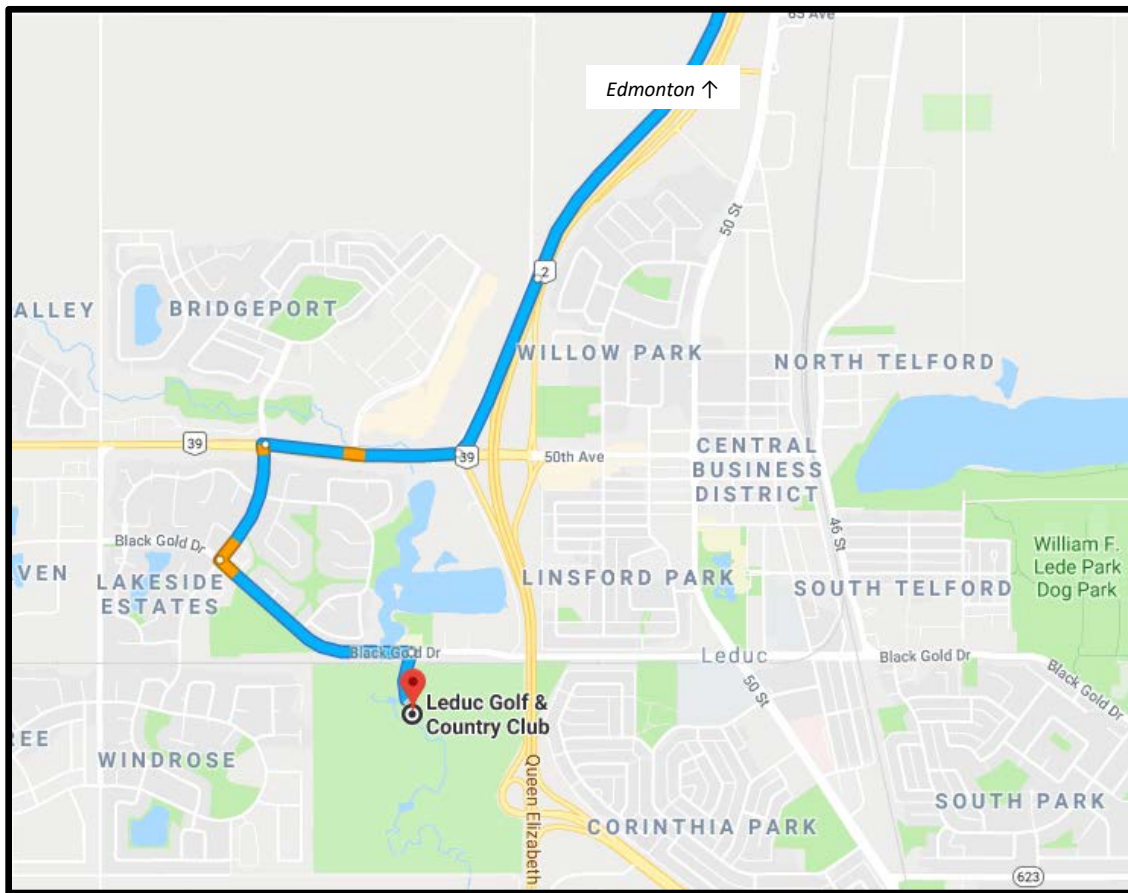 65 Ave
Edmonton ↑
50 St
2
ALLEY
BRIDGEPORT
WILLOW PARK
NORTH TELFORD
39
39
50th Ave
CENTRAL
BUSINESS
DISTRICT
46 St
Black Gold Dr
VEN
LAKESIDE
ESTATES
LINSFORD PARK
SOUTH TELFORD
William F.
Lede Park
Dog Park
Black Gold Dr
Leduc
Black Gold Dr
Black Gold Dr
50 St
Leduc Golf &
Country Club
REE
WINDROSE
Queen Elizabeth
SOUTH PARK
CORINTHIA PARK
623